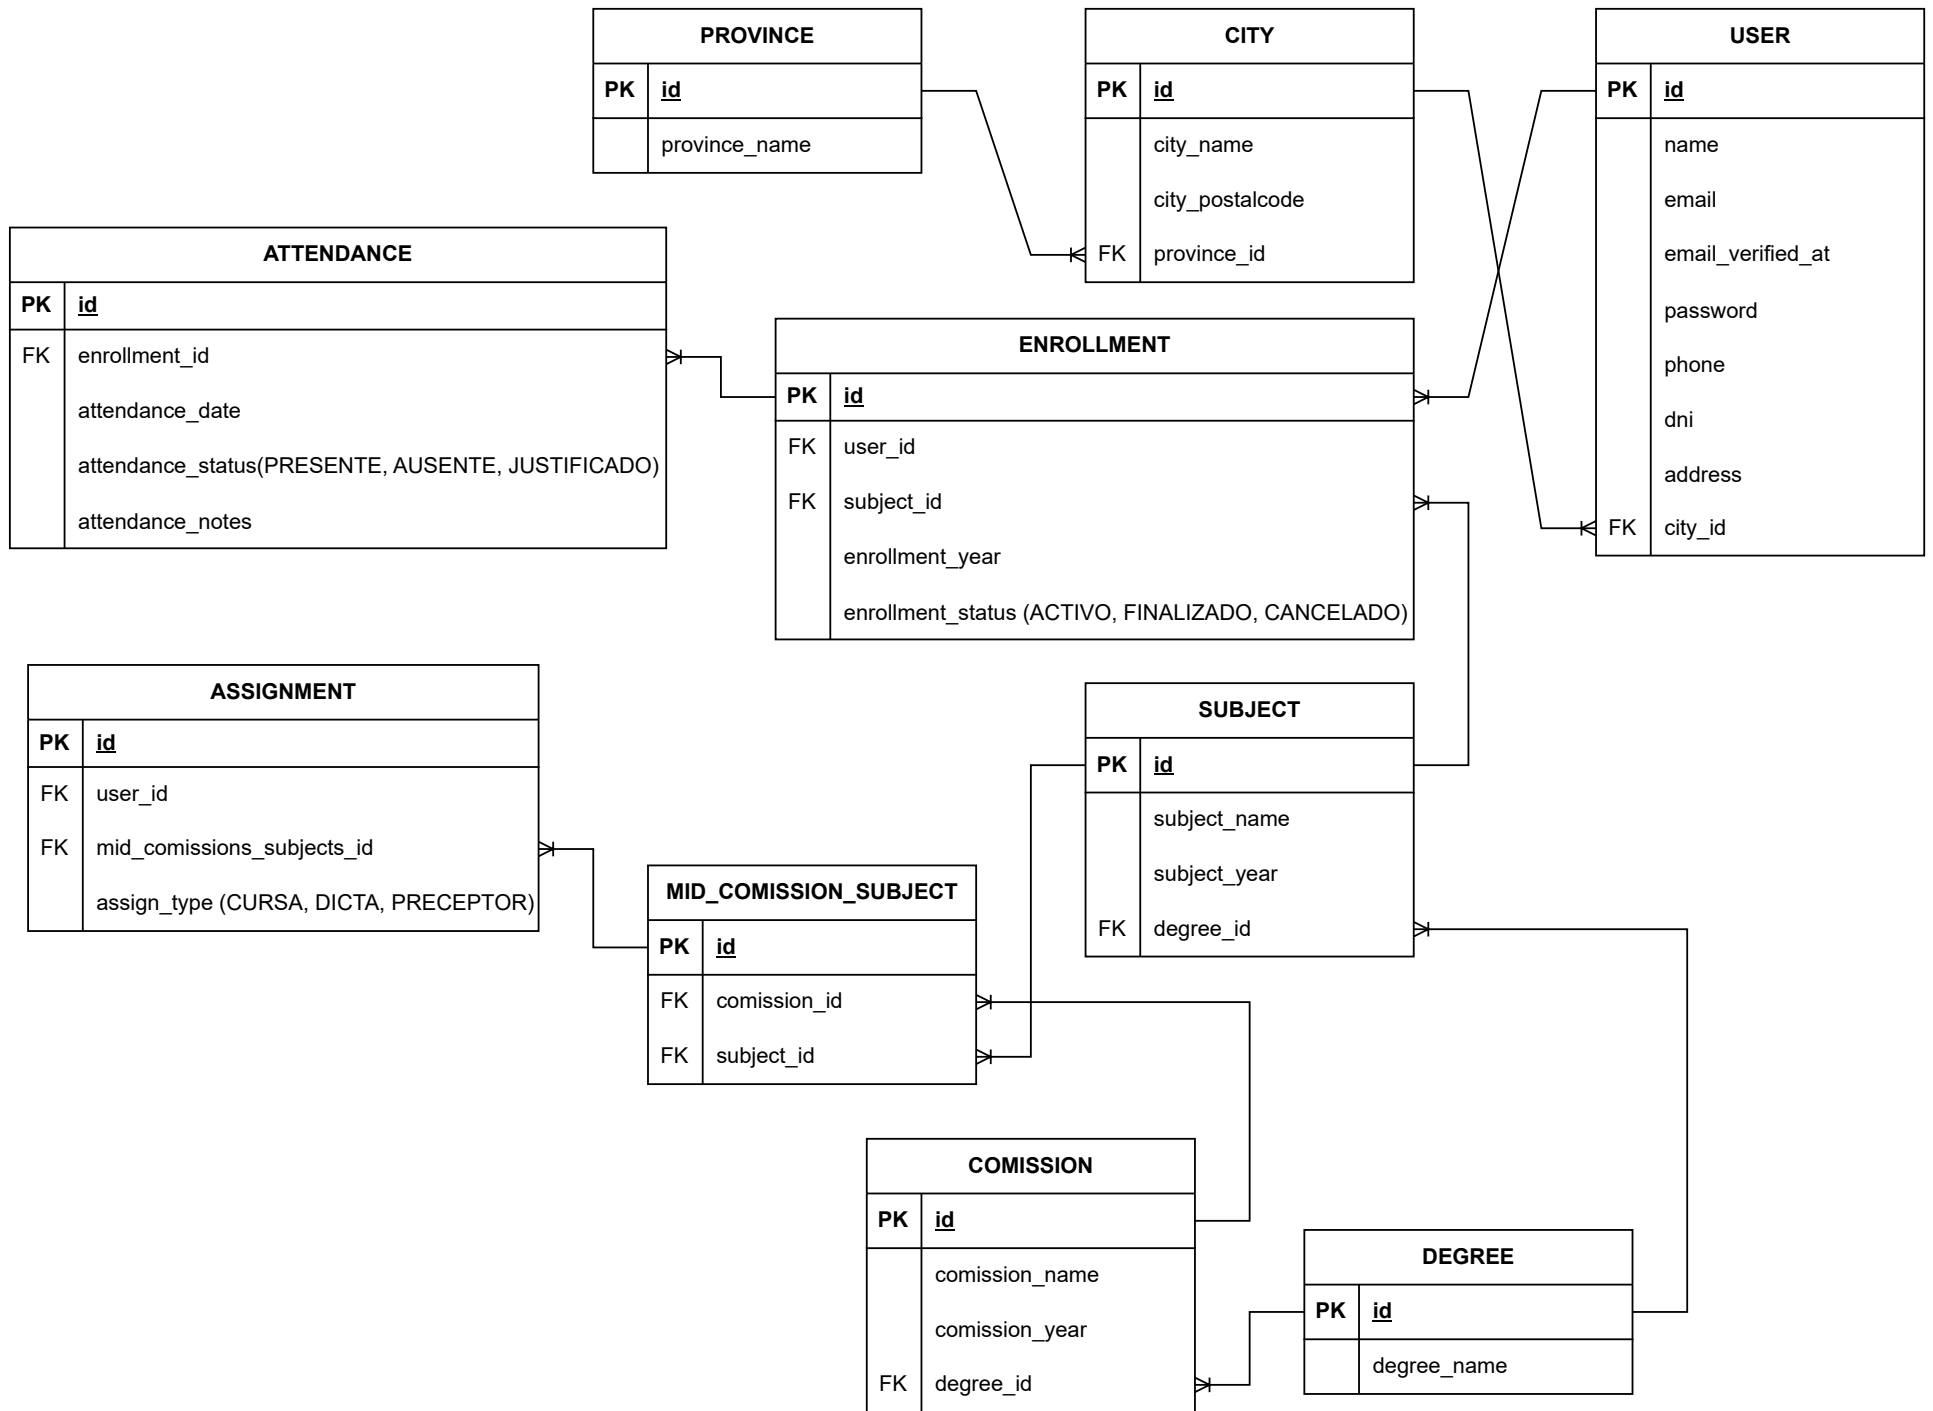 PROVINCE
PK id
province_name
CITY
PK id
city_name
city_postalcode
FK province_id
USER
PK id
name
email
email_verified_at
password
phone
dni
address
FK city_id
ATTENDANCE
PK id
FK enrollment_id
attendance_date
attendance_status(PRESENTE, AUSENTE, JUSTIFICADO)
attendance_notes
ENROLLMENT
PK id
FK user_id
FK subject_id
enrollment_year
enrollment_status (ACTIVO, FINALIZADO, CANCELADO)
ASSIGNMENT
PK id
FK user_id
FK mid_comissions_subjects_id
assign_type (CURSA, DICTA, PRECEPTOR)
SUBJECT
PK id
subject_name
subject_year
FK degree_id
MID_COMISSION_SUBJECT
PK id
FK comission_id
FK subject_id
COMISSION
PK id
comission_name
comission_year
FK degree_id
DEGREE
PK id
degree_name